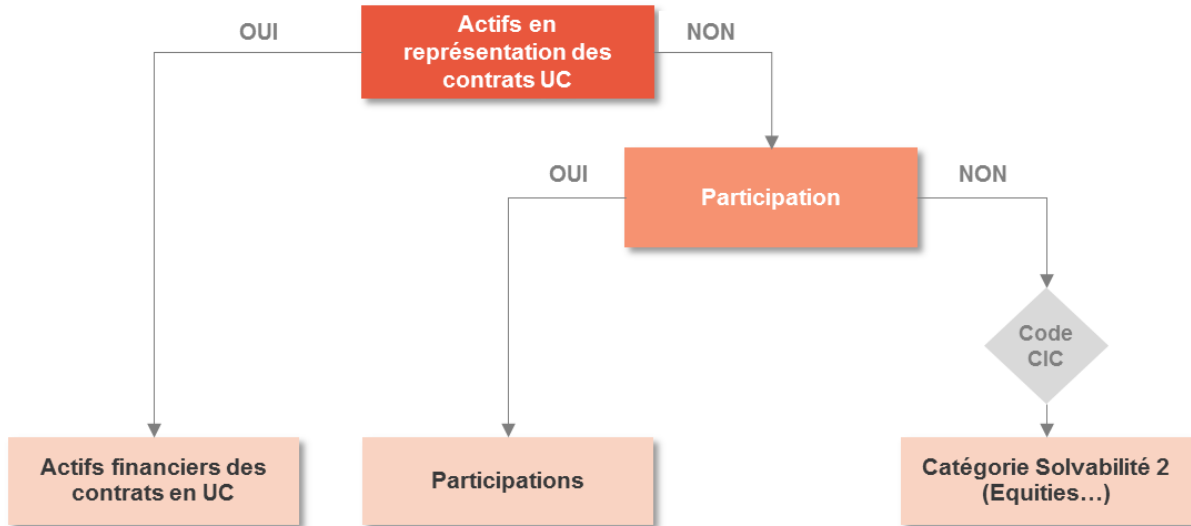 OUI
Actifs en
représentation des
contrats UC
NON
OUI
Participation
NON
Code
CIC
Actifs financiers des
contrats en UC
Participations
Catégorie Solvabilité 2
(Equities…)